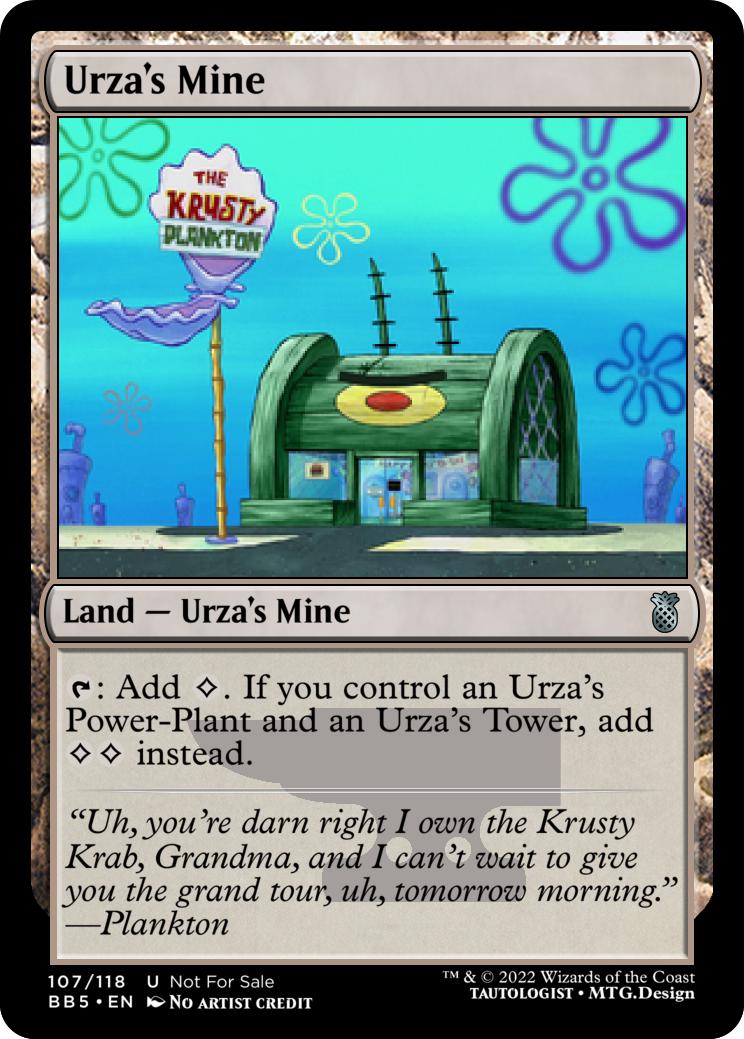 Urza's Mine
THE
KRUSTY
PLANKTON
Land — Urza's Mine
: Add . If you control an Urza's
Power-Plant and an Urza's Tower, add
instead.
“Uh, you're darn right I own the Krusty
Krab, Grandma, and I can't wait to give
you the grand tour, uh, tomorrow morning.”
—Plankton
107/118 U Not For Sale
BB5 • EN No artist credit
™ & © 2022 Wizards of the Coast
TAUTOLOGIST • MTG.Design